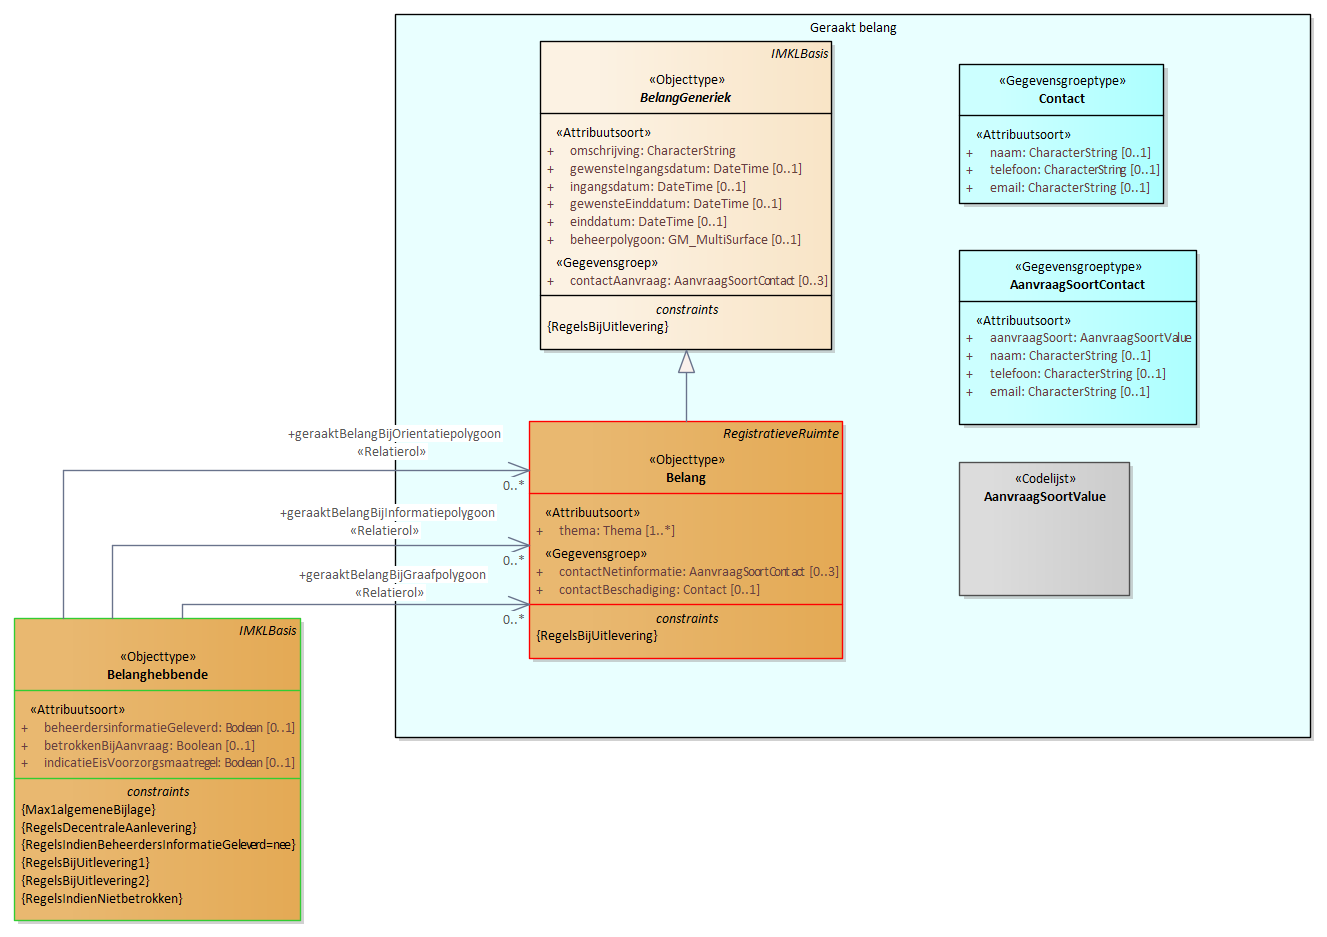 Geraakt belang
IMKLBasis
«Objecttype»
BelangGeneriek
«Attribuutsoort»
+ omschrijving: CharacterString
+ gewensteIngangsdatum: DateTime [0..1]
+ ingangsdatum: DateTime [0..1]
+ gewensteEinddatum: DateTime [0..1]
+ einddatum: DateTime [0..1]
+ beheerpolygoon: GM_MultiSurface [0..1]
«Gegevensgroep»
+ contactAanvraag: AanvraagSoortContact [0..3]
constraints
{RegelsBijUitlevering}
«Gegevensgroeptype»
Contact
«Attribuutsoort»
+ naam: CharacterString [0..1]
+ telefoon: CharacterString [0..1]
+ email: CharacterString [0..1]
«Gegevensgroeptype»
AanvraagSoortContact
«Attribuutsoort»
+ aanvraagSoort: AanvraagSoortValue
+ naam: CharacterString [0..1]
+ telefoon: CharacterString [0..1]
+ email: CharacterString [0..1]
«Codelijst»
AanvraagSoortValue
RegistratieveRuimte
«Objecttype»
Belang
«Attribuutsoort»
+ thema: Thema [1..*]
«Gegevensgroep»
+ contactNetinformatie: AanvraagSoortContact [0..3]
+ contactBeschadiging: Contact [0..1]
constraints
{RegelsBijUitlevering}
+geraaktBelangBijOrientatiepolygoon
«Relatierol»
0..*
+geraaktBelangBijInformatiepolygoon
«Relatierol»
0..*
+geraaktBelangBijGraafpolygoon
«Relatierol»
0..*
IMKLBasis
«Objecttype»
Belanghebbende
«Attribuutsoort»
+ beheerdersinformatieGeleverd: Boolean [0..1]
+ betrokkenBijAanvraag: Boolean [0..1]
+ indicatieEisVoorzorgsmaatregel: Boolean [0..1]
constraints
{Max1algemeneBijlage}
{RegelsDecentraleAanlevering}
{RegelsIndienBeheerdersInformatieGeleverd=nee}
{RegelsBijUitlevering1}
{RegelsBijUitlevering2}
{RegelsIndienNietbetrokken}